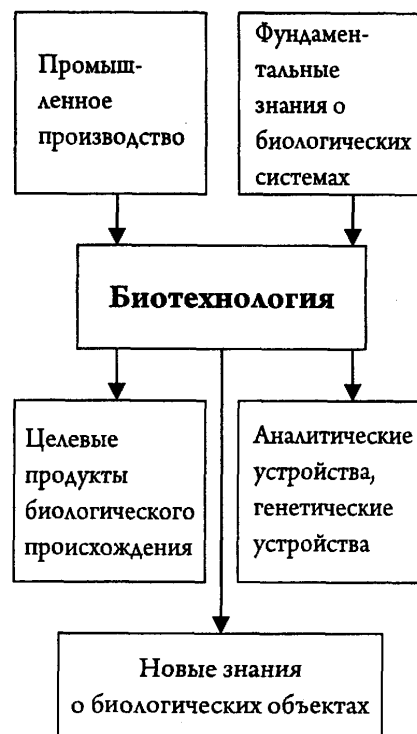 Промыш-
ленное
производство
Фундамен-
тальные
знания о
биологических
системах
Биотехнология
Целевые
продукты
биологического
происхождения
Аналитические
устройства,
генетические
устройства
Новые знания
о биологических объектах